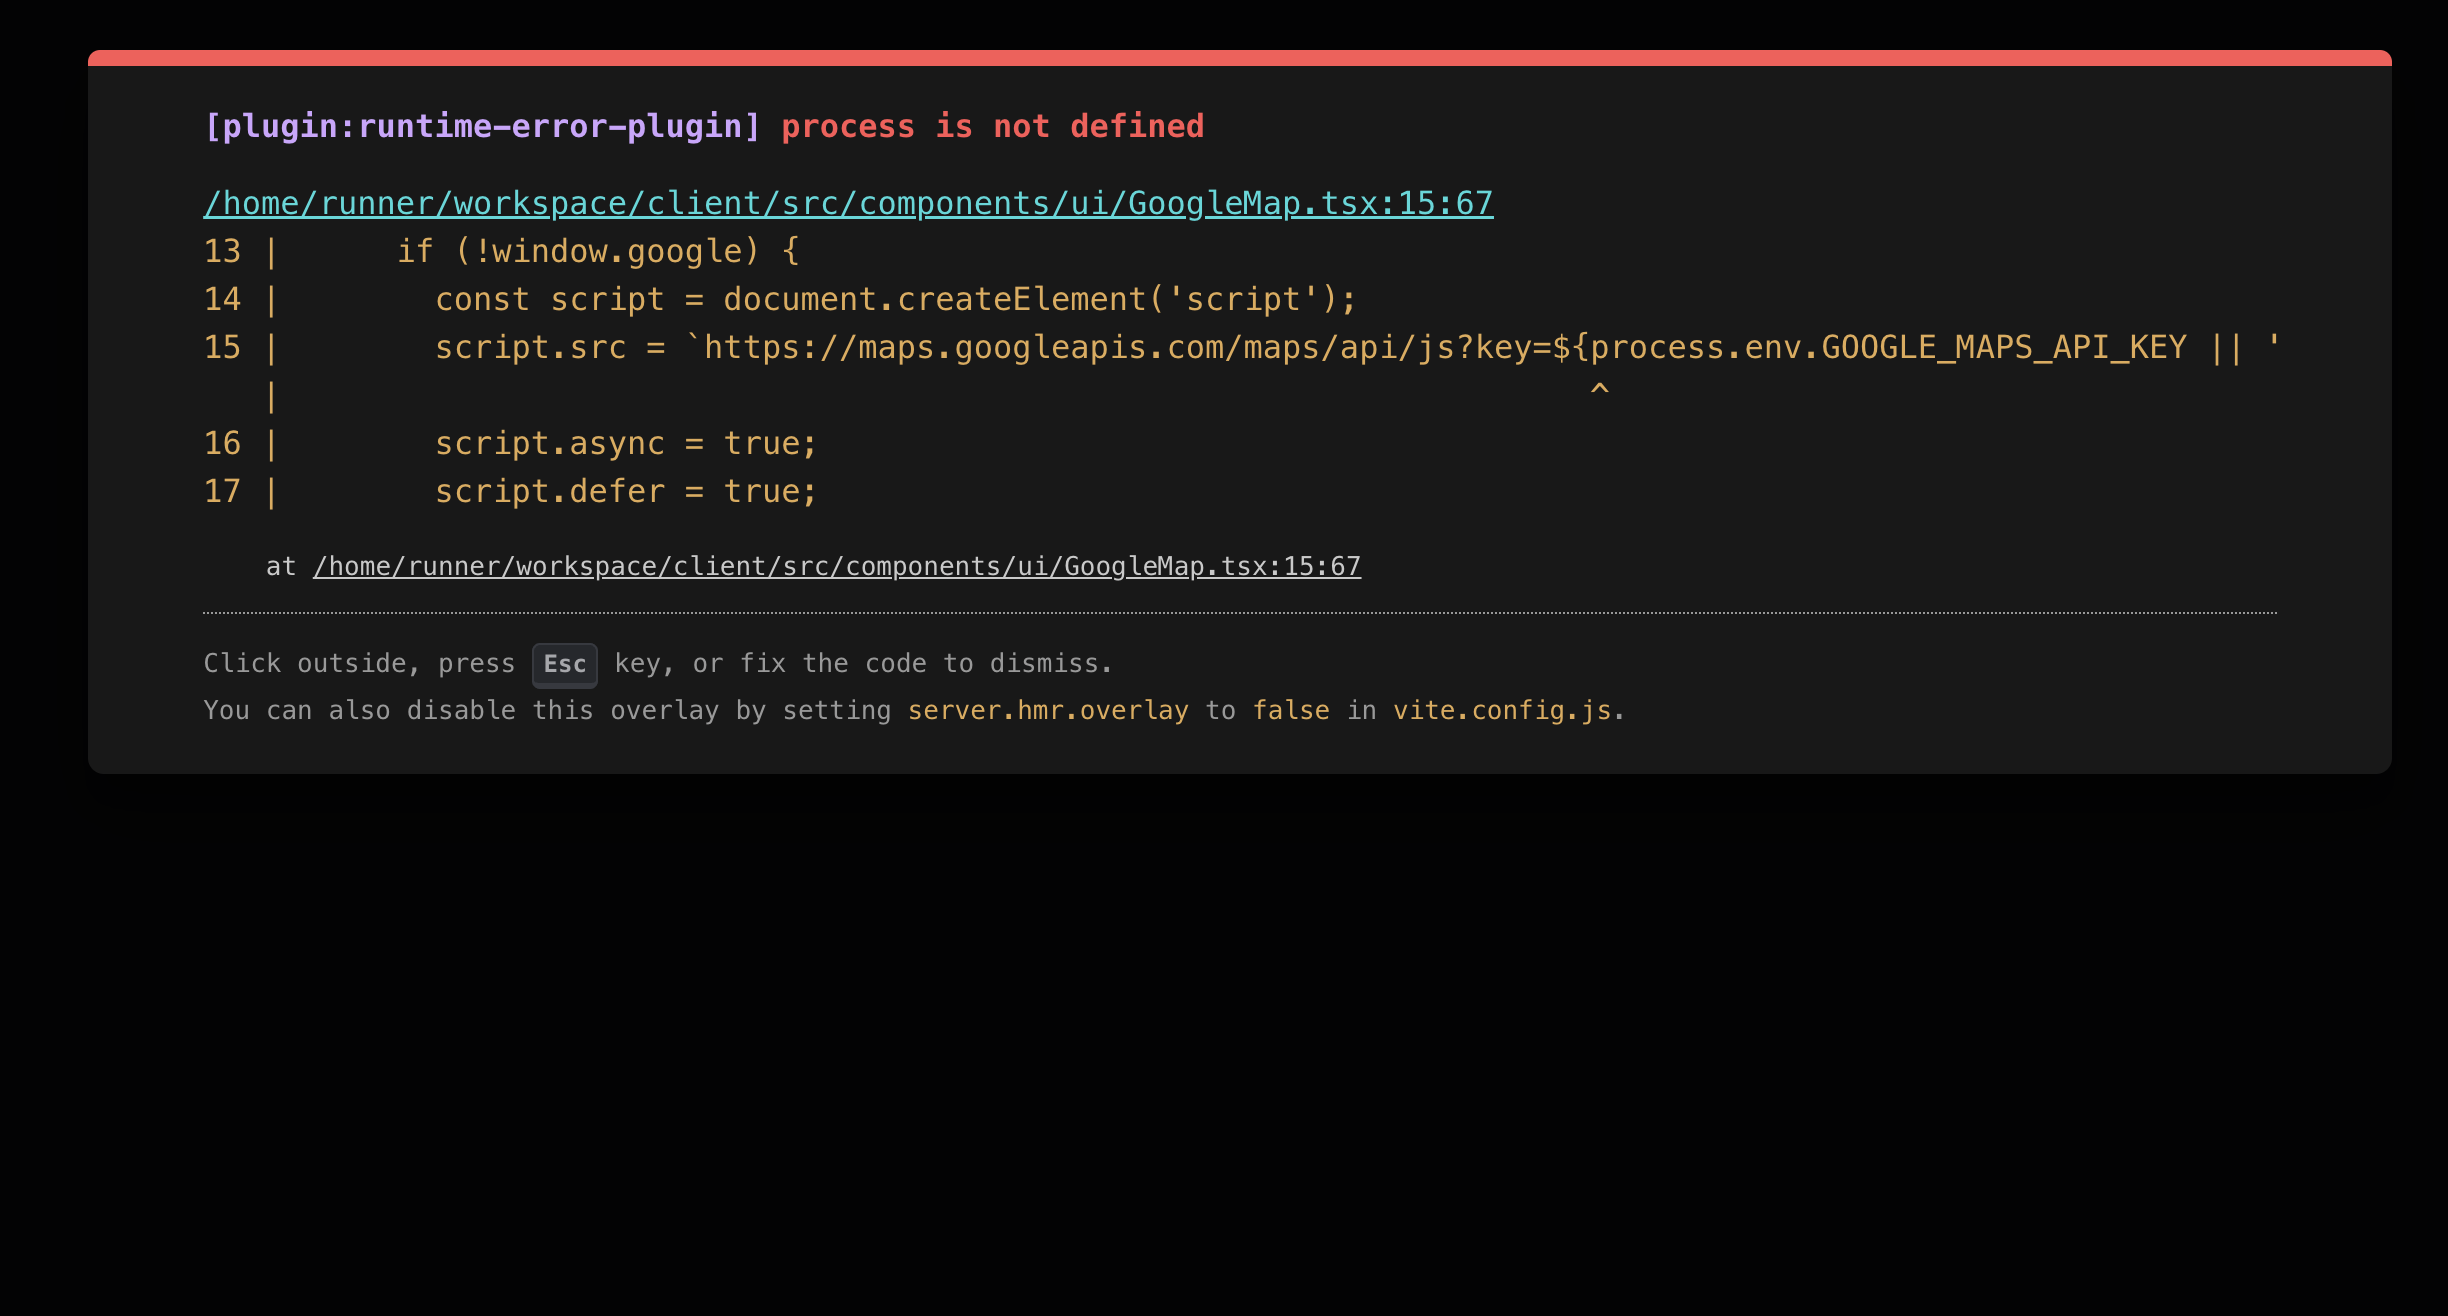 [plugin:runtime-error-plugin] process is not defined
/home/runner/workspace/client/src/components/ui/GoogleMap.tsx:15:67
13 |      if (!window.google) {
14 |        const script = document.createElement('script');
15 |        script.src = `https://maps.googleapis.com/maps/api/js?key=${process.env.GOOGLE_MAPS_API_KEY || '
   |                                                                    ^
16 |        script.async = true;
17 |        script.defer = true;
    at /home/runner/workspace/client/src/components/ui/GoogleMap.tsx:15:67
Click outside, press Esc key, or fix the code to dismiss.
You can also disable this overlay by setting server.hmr.overlay to false in vite.config.js.